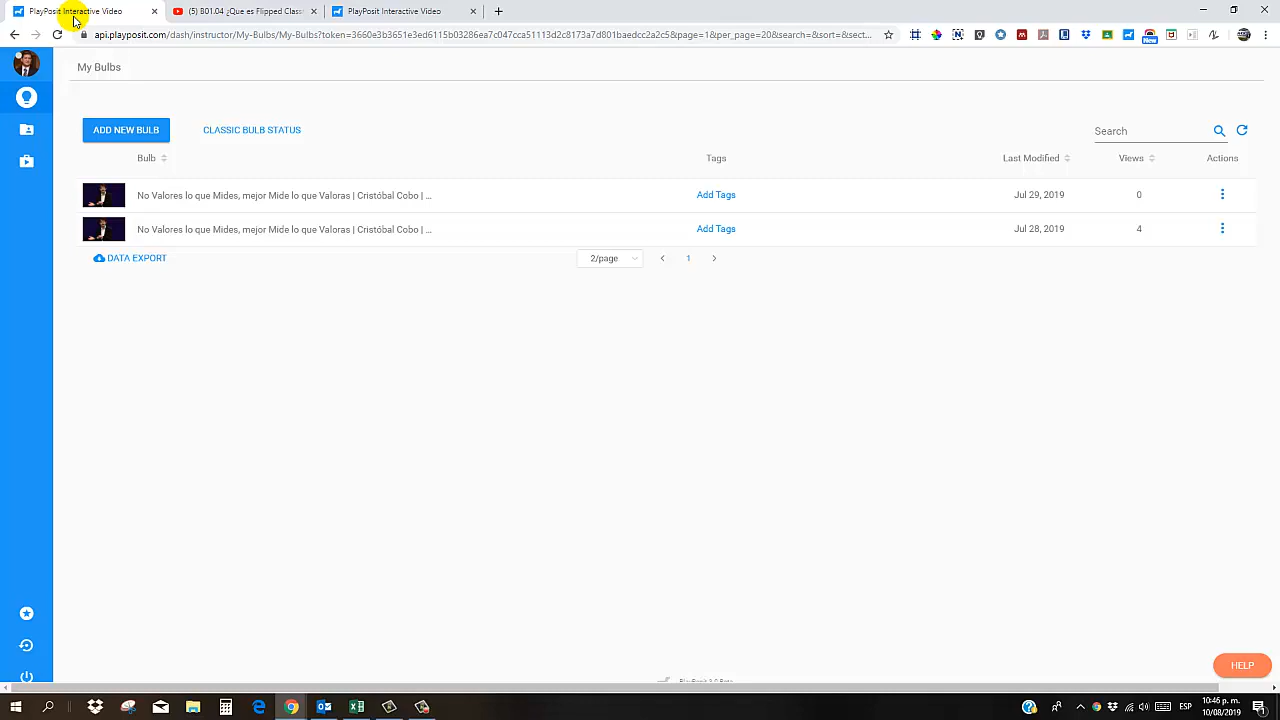 PlayPosit Interactive Video
(5) B01.04 ¿Que es Flipped Class
PlayPosit Interactive Video
api.playposit.com/dash/instructor/My-Bulbs/My-Bulbs?token=3660e3b3651e3ed6115b03286ea7c047cca51113d2c8173a7d801baedcc2a2c5&page=1&per_page=20&search=&sort=&sect...
New
My Bulbs
ADD NEW BULB
CLASSIC BULB STATUS
Search
Bulb Tags Last Modified Views Actions
No Valores lo que Mides, mejor Mide lo que Valoras | Cristóbal Cobo | ... Add Tags Jul 29, 2019 0
No Valores lo que Mides, mejor Mide lo que Valoras | Cristóbal Cobo | ... Add Tags Jul 28, 2019 4
DATA EXPORT
2/page
1
HELP
ESP
10:46 p. m.
10/08/2019